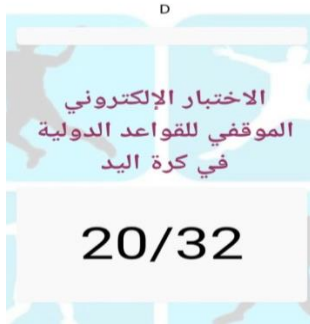 D
الاختبار الإلكتروني
الموقفي للقواعد الدولية
في كرة اليد
20/32